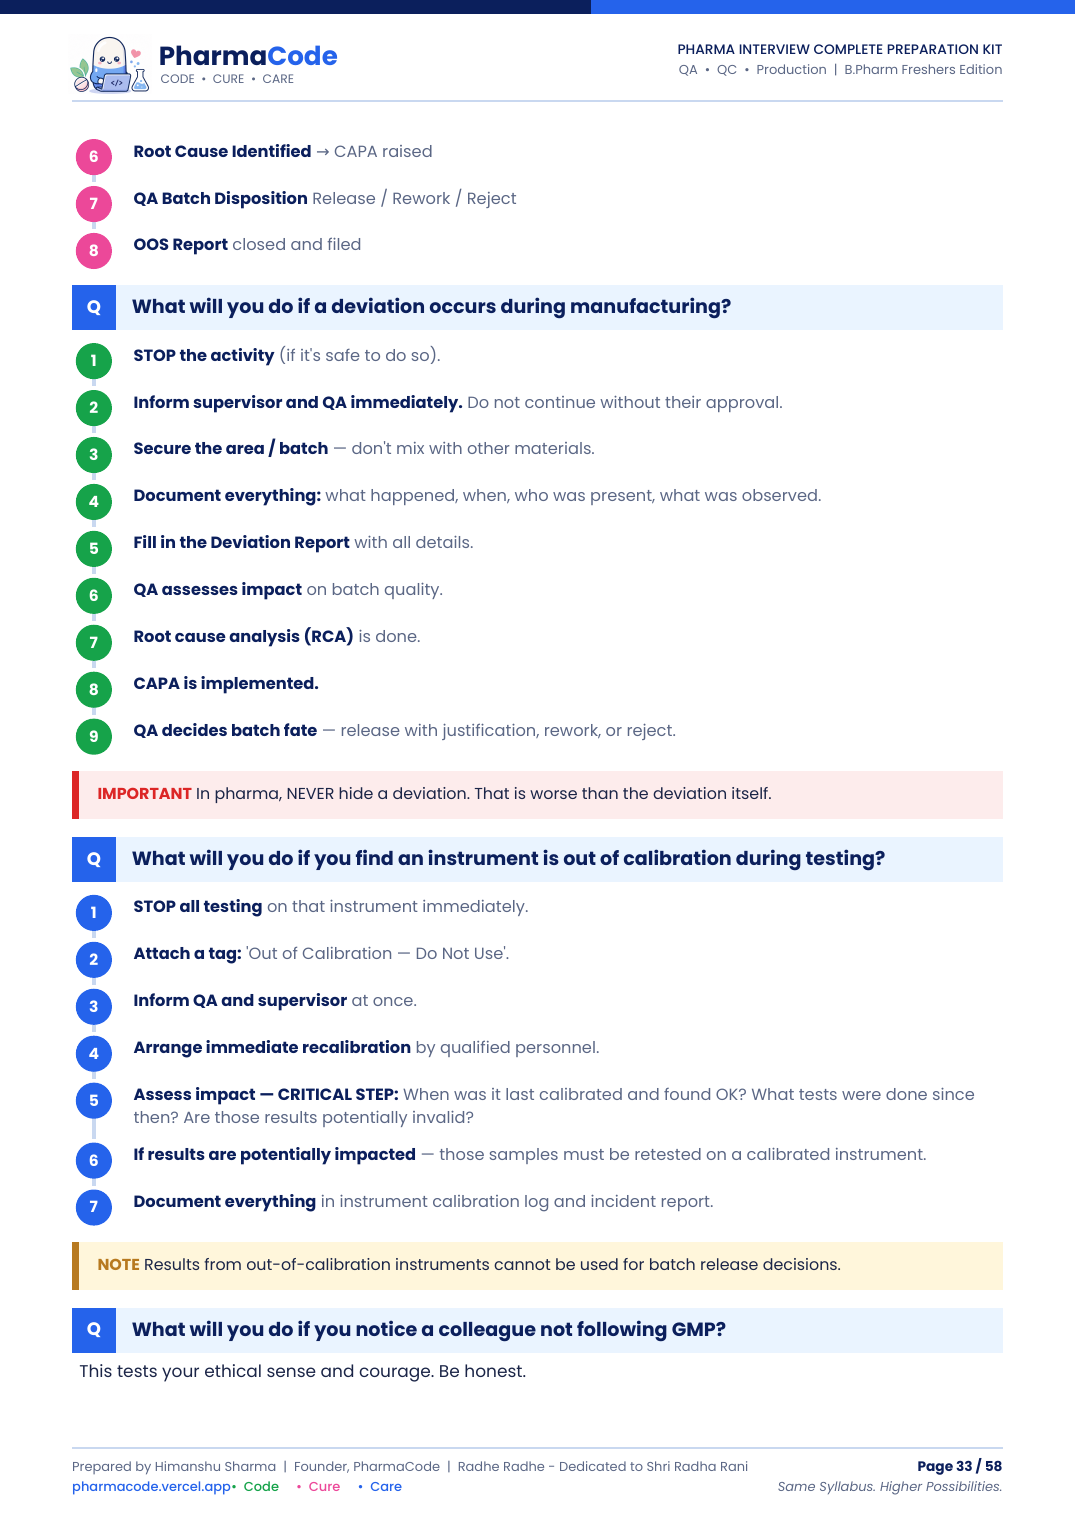 PharmaCode
CODE • CURE • CARE
PHARMA INTERVIEW COMPLETE PREPARATION KIT
QA • QC • Production | B.Pharm Freshers Edition
6 Root Cause Identified → CAPA raised
7 QA Batch Disposition Release / Rework / Reject
8 OOS Report closed and filed
Q What will you do if a deviation occurs during manufacturing?
1 STOP the activity (if it's safe to do so).
2 Inform supervisor and QA immediately. Do not continue without their approval.
3 Secure the area / batch — don't mix with other materials.
4 Document everything: what happened, when, who was present, what was observed.
5 Fill in the Deviation Report with all details.
6 QA assesses impact on batch quality.
7 Root cause analysis (RCA) is done.
8 CAPA is implemented.
9 QA decides batch fate — release with justification, rework, or reject.
IMPORTANT In pharma, NEVER hide a deviation. That is worse than the deviation itself.
Q What will you do if you find an instrument is out of calibration during testing?
1 STOP all testing on that instrument immediately.
2 Attach a tag: 'Out of Calibration — Do Not Use'.
3 Inform QA and supervisor at once.
4 Arrange immediate recalibration by qualified personnel.
5 Assess impact — CRITICAL STEP: When was it last calibrated and found OK? What tests were done since
then? Are those results potentially invalid?
6 If results are potentially impacted — those samples must be retested on a calibrated instrument.
7 Document everything in instrument calibration log and incident report.
NOTE Results from out-of-calibration instruments cannot be used for batch release decisions.
Q What will you do if you notice a colleague not following GMP?
This tests your ethical sense and courage. Be honest.
Prepared by Himanshu Sharma | Founder, PharmaCode | Radhe Radhe - Dedicated to Shri Radha Rani
Page 33 / 58
pharmacode.vercel.app • Code • Cure • Care
Same Syllabus. Higher Possibilities.